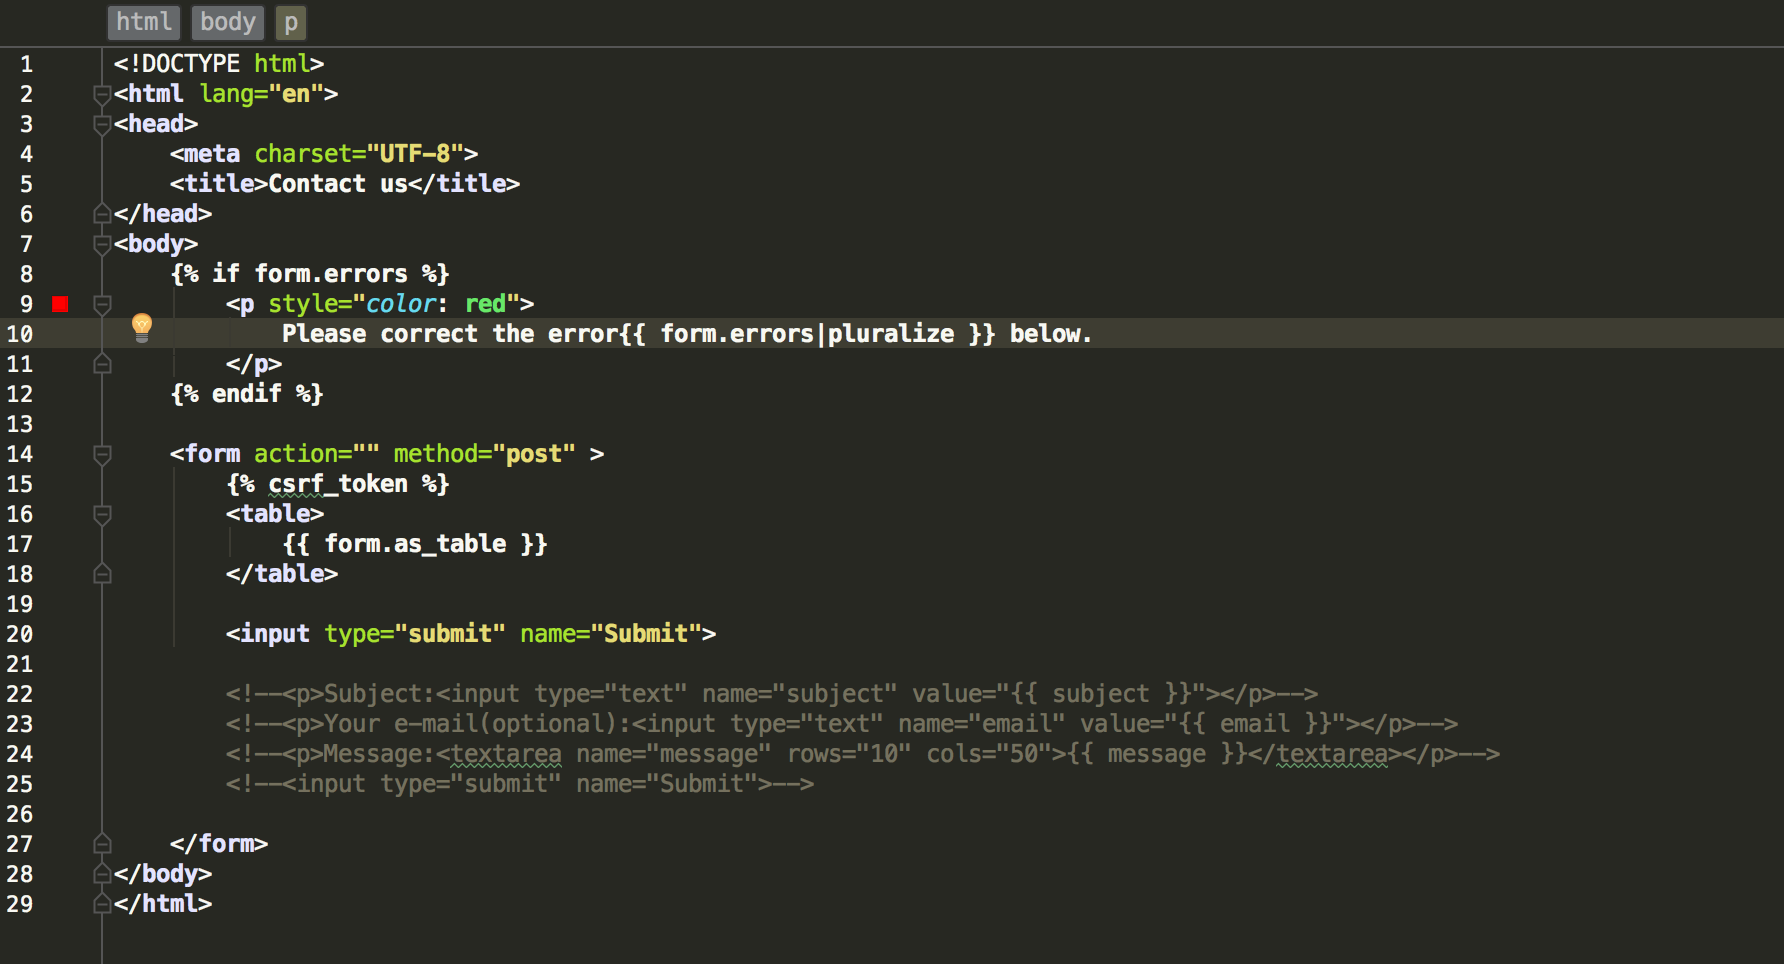 html body p
1 <!DOCTYPE html>
2 <html lang="en">
3 <head>
4     <meta charset="UTF-8">
5     <title>Contact us</title>
6 </head>
7 <body>
8     {% if form.errors %}
9         <p style="color: red">
10             Please correct the error{{ form.errors|pluralize }} below.
11         </p>
12     {% endif %}
13
14     <form action="" method="post" >
15         {% csrf_token %}
16         <table>
17             {{ form.as_table }}
18         </table>
19
20         <input type="submit" name="Submit">
21
22         <!--<p>Subject:<input type="text" name="subject" value="{{ subject }}"></p>-->
23         <!--<p>Your e-mail(optional):<input type="text" name="email" value="{{ email }}"></p>-->
24         <!--<p>Message:<textarea name="message" rows="10" cols="50">{{ message }}</textarea></p>-->
25         <!--<input type="submit" name="Submit">-->
26
27     </form>
28 </body>
29 </html>